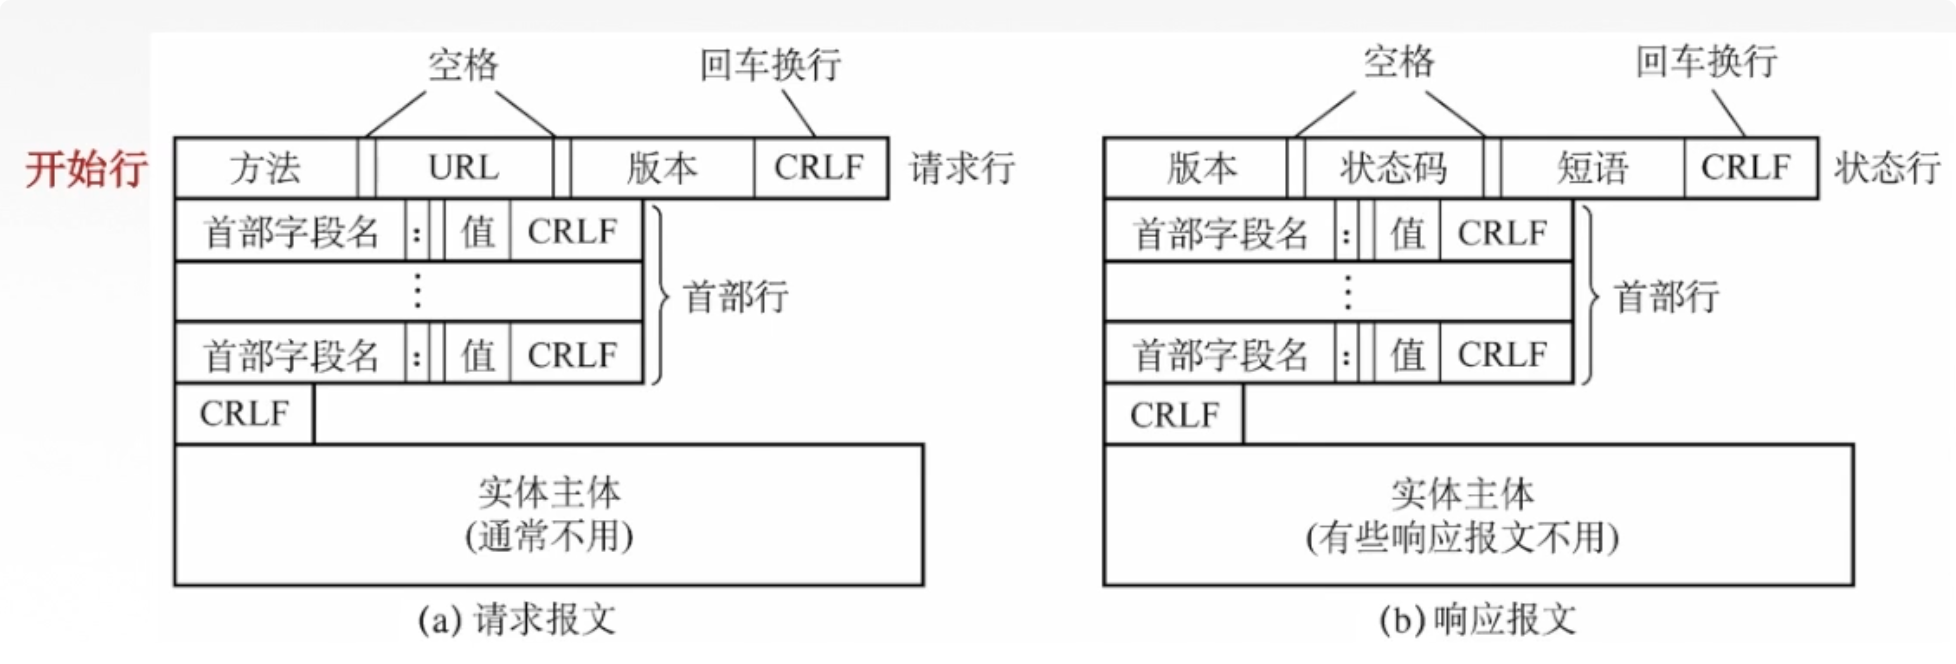 空格 回车换行
开始行 方法 URL 版本 CRLF 请求行
首部字段名 : 值 CRLF
⋮ 首部行
首部字段名 : 值 CRLF
CRLF
实体主体
(通常不用)
(a) 请求报文
空格 回车换行
版本 状态码 短语 CRLF 状态行
首部字段名 : 值 CRLF
⋮ 首部行
首部字段名 : 值 CRLF
CRLF
实体主体
(有些响应报文不用)
(b) 响应报文